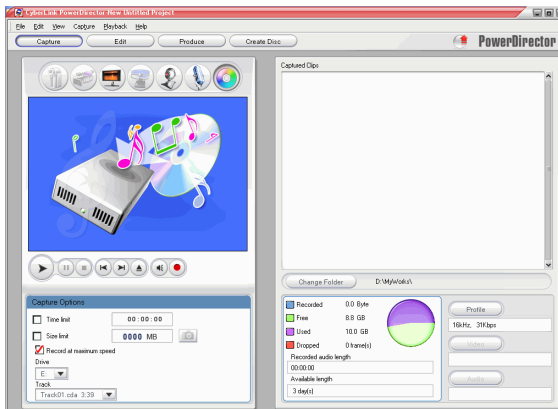 CyberLink PowerDirector New Untitled Project
File Edit View Capture Playback Help
Capture Edit Produce Create Disc
PowerDirector
Captured Clips
Change Folder D:\MyWorks\
Capture Options
Time limit 00:00:00
Size limit 0000 MB
Record at maximum speed
Drive
E:
Track
Track01.cda 3:39
Recorded 0.0 Byte
Free 8.8 GB
Used 10.0 GB
Dropped 0 frame(s)
Recorded audio length
00:00:00
Available length
3 day(s)
Profile
16kHz, 31Kbps
Video
Audio